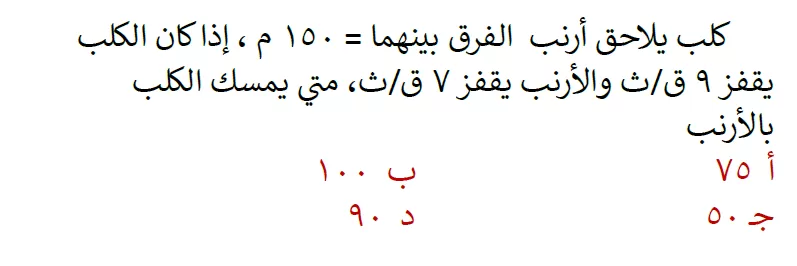 كلب يلاحق أرنب الفرق بينهما = ١٥٠ م ، إذا كان الكلب
يقفز ٩ ق/ث والأرنب يقفز ٧ ق/ث، متي يمسك الكلب
بالأرنب
أ ٧٥ ب ١٠٠
جـ ٥٠ د ٩٠